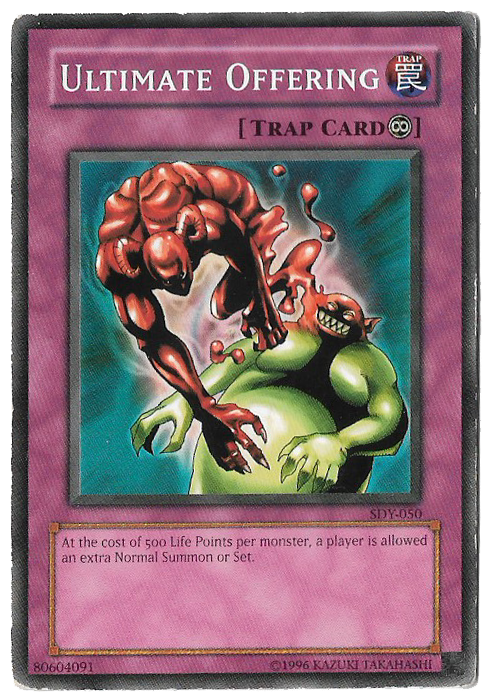 ULTIMATE OFFERING
TRAP
罠
[TRAP CARD∞]
SDY-050
At the cost of 500 Life Points per monster, a player is allowed
an extra Normal Summon or Set.
80604091
©1996 KAZUKI TAKAHASHI